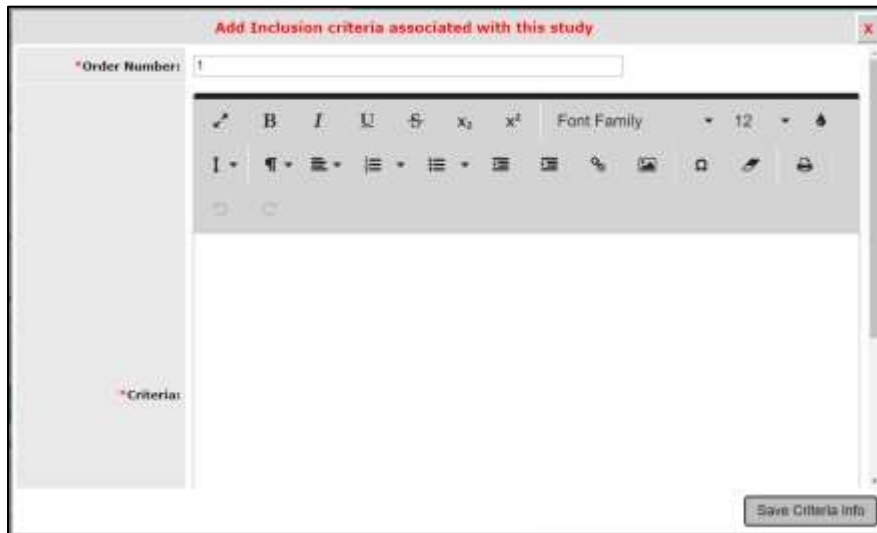 Add Inclusion criteria associated with this study
X
*Order Number: 1
B I U S x₂ x² Font Family 12
Ω
*Criteria:
Save Criteria Info